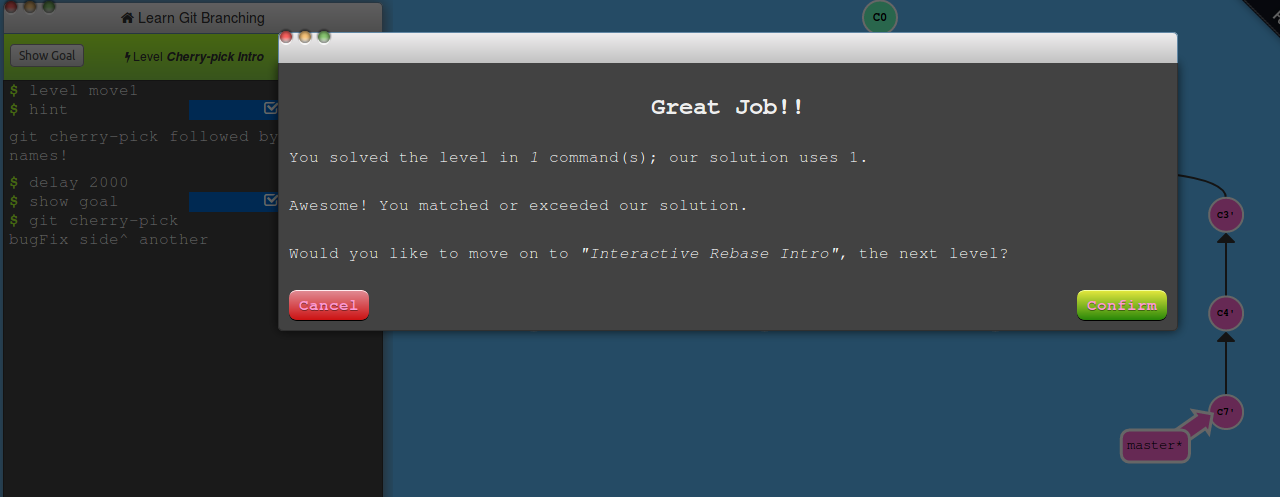 Learn Git Branching
C0
Show Goal
Level Cherry-pick Intro
$ level move1
$ hint
git cherry-pick followed by
names!
$ delay 2000
$ show goal
$ git cherry-pick
bugFix side^ another
Great Job!!
You solved the level in 1 command(s); our solution uses 1.
Awesome! You matched or exceeded our solution.
Would you like to move on to "Interactive Rebase Intro", the next level?
Cancel
Confirm
C3'
C4'
C7'
master*